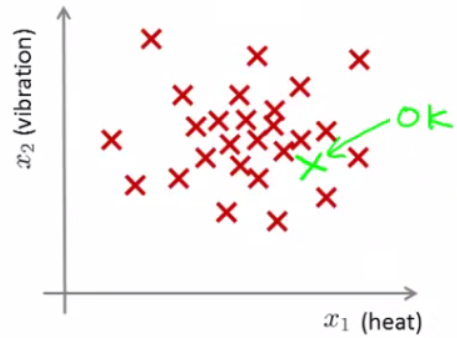 x₂ (vibration)
OK
x₁ (heat)